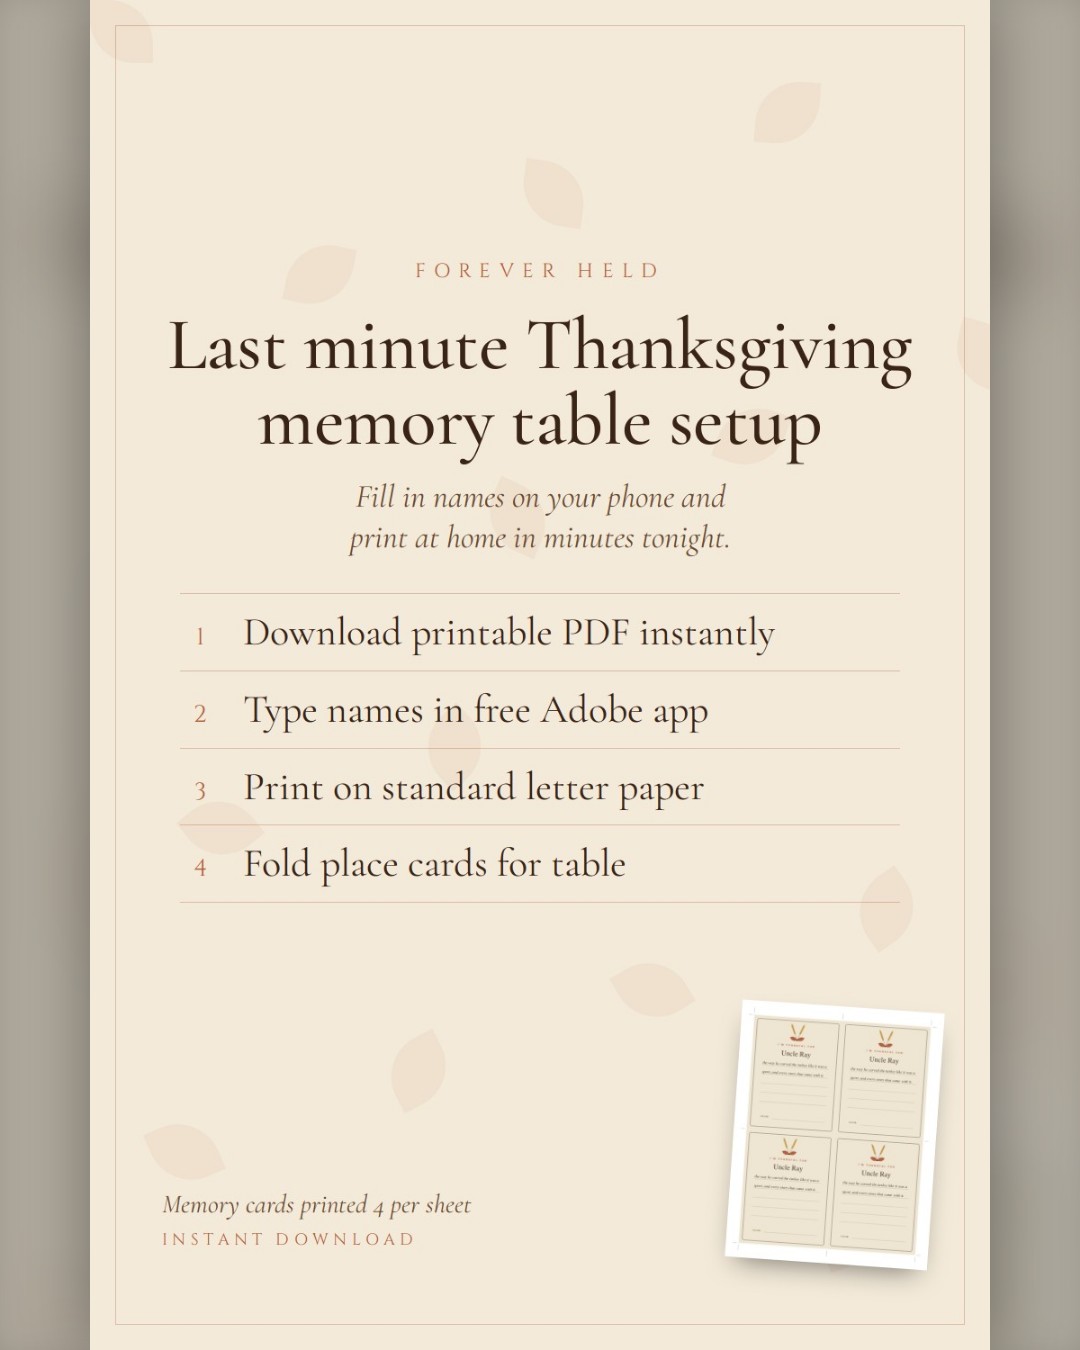 FOREVER HELD
Last minute Thanksgiving
memory table setup
Fill in names on your phone and
print at home in minutes tonight.
1 Download printable PDF instantly
2 Type names in free Adobe app
3 Print on standard letter paper
4 Fold place cards for table
Uncle Ray
Uncle Ray
Uncle Ray
Uncle Ray
Memory cards printed 4 per sheet
INSTANT DOWNLOAD